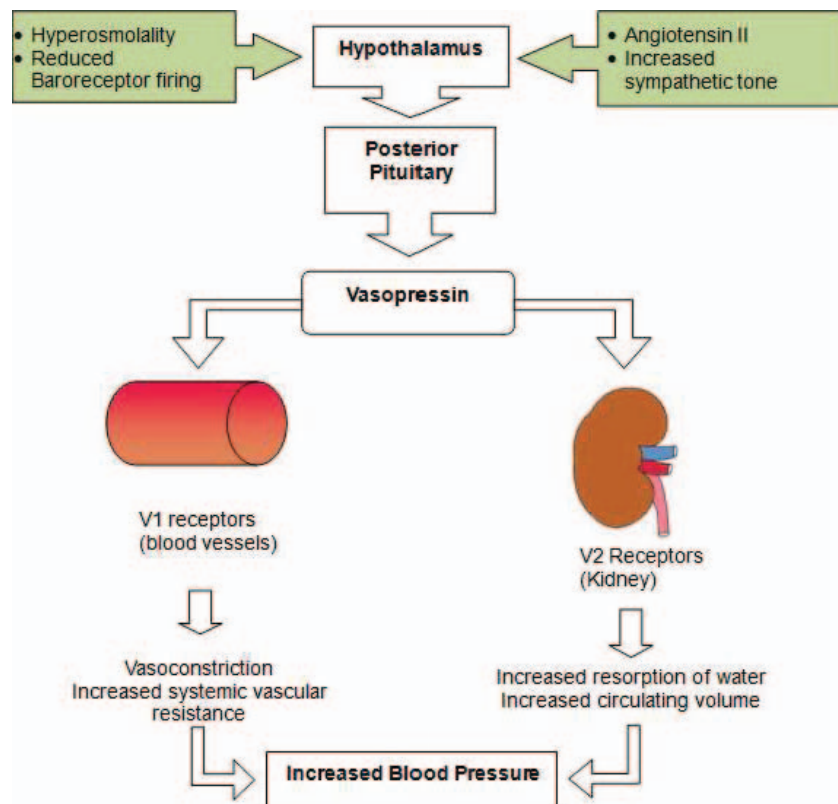 • Hyperosmolality
• Reduced
Baroreceptor firing
Hypothalamus
• Angiotensin II
• Increased
sympathetic tone
Posterior
Pituitary
Vasopressin
V1 receptors
(blood vessels)
V2 Receptors
(Kidney)
Vasoconstriction
Increased systemic vascular
resistance
Increased resorption of water
Increased circulating volume
Increased Blood Pressure